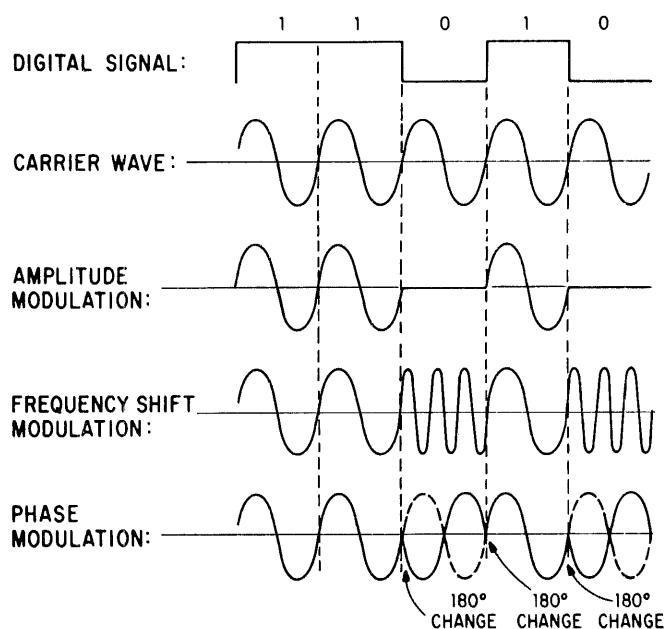 1 1 0 1 0
DIGITAL SIGNAL:
CARRIER WAVE:
AMPLITUDE
MODULATION:
FREQUENCY SHIFT
MODULATION:
PHASE
MODULATION:
180° 180° 180°
CHANGE CHANGE CHANGE